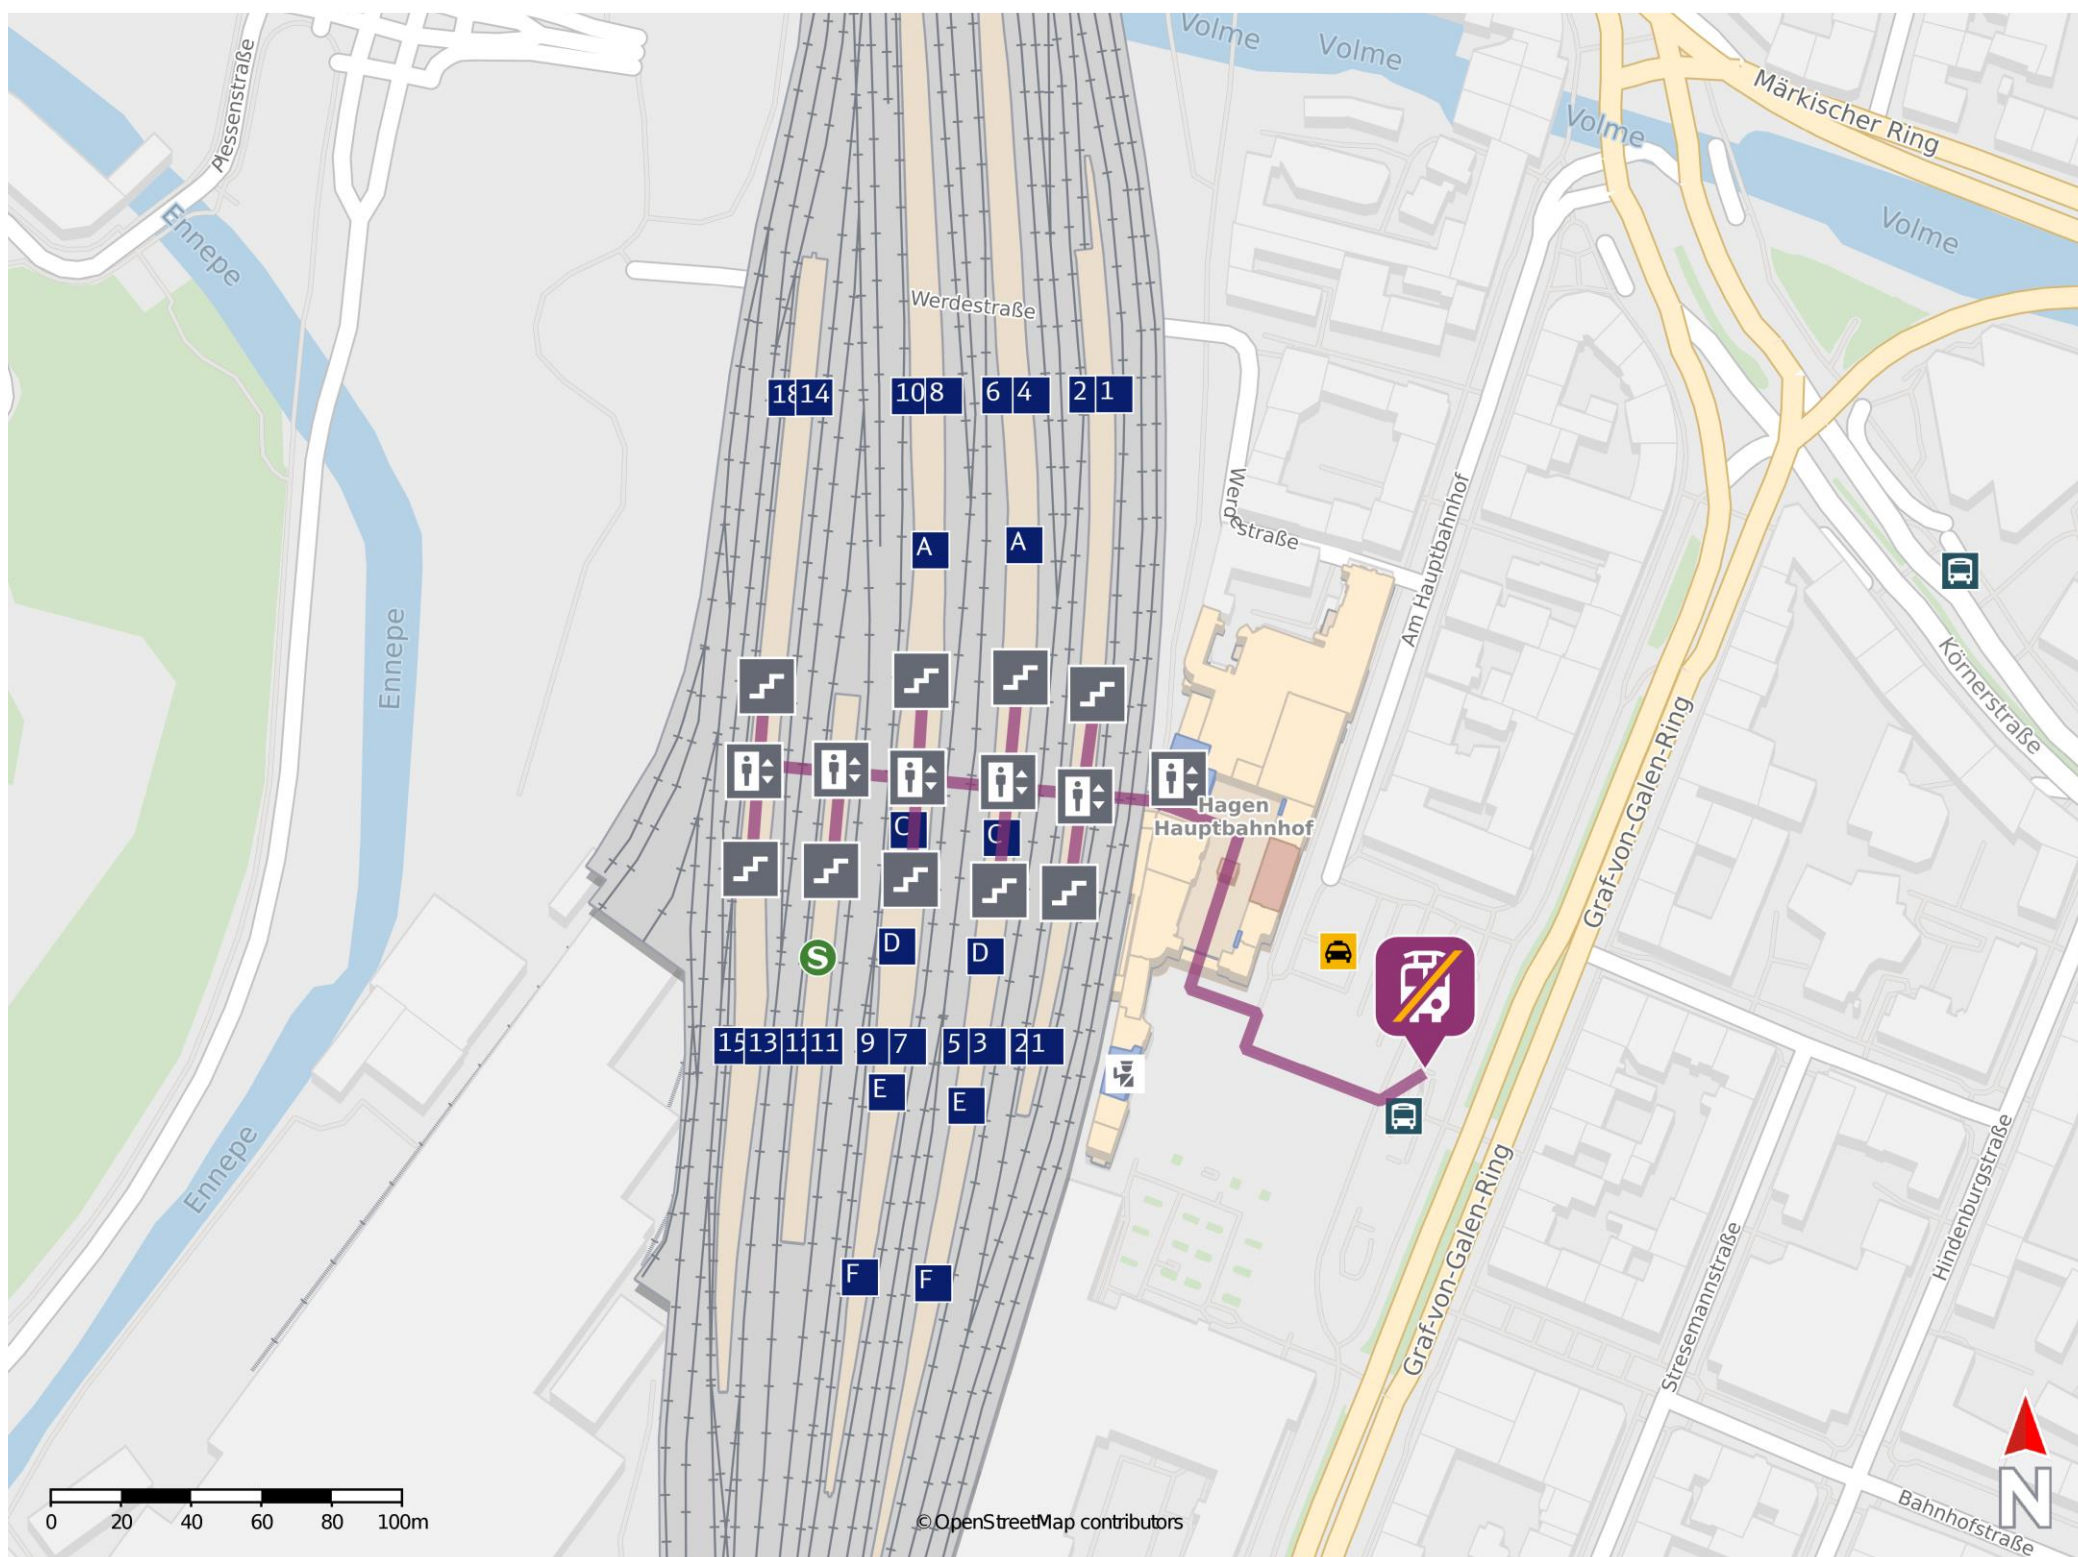 Volme
Volme
Märkischer Ring
Volme
Plessenstraße
Volme
Ennepe
Werdestraße
14
10
8
6
4
2
1
Werdestraße
Am Hauptbahnhof
A
A
Ennepe
Körnerstraße
Graf-von-Galen-Ring
Hagen
Hauptbahnhof
C
C
D
D
S
15
13
11
9
7
5
3
2
1
E
E
Ennepe
Hindenburgstraße
Graf-von-Galen-Ring
Stresemannstraße
F
F
N
Bahnhofstraße
0 20 40 60 80 100m
© OpenStreetMap contributors